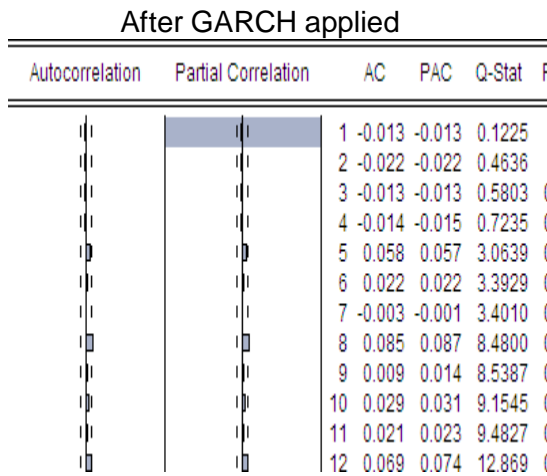 After GARCH applied
Autocorrelation Partial Correlation AC PAC Q-Stat
1 -0.013 -0.013 0.1225
2 -0.022 -0.022 0.4636
3 -0.013 -0.013 0.5803
4 -0.014 -0.015 0.7235
5 0.058 0.057 3.0639
6 0.022 0.022 3.3929
7 -0.003 -0.001 3.4010
8 0.085 0.087 8.4800
9 0.009 0.014 8.5387
10 0.029 0.031 9.1545
11 0.021 0.023 9.4827
12 0.069 0.074 12.869